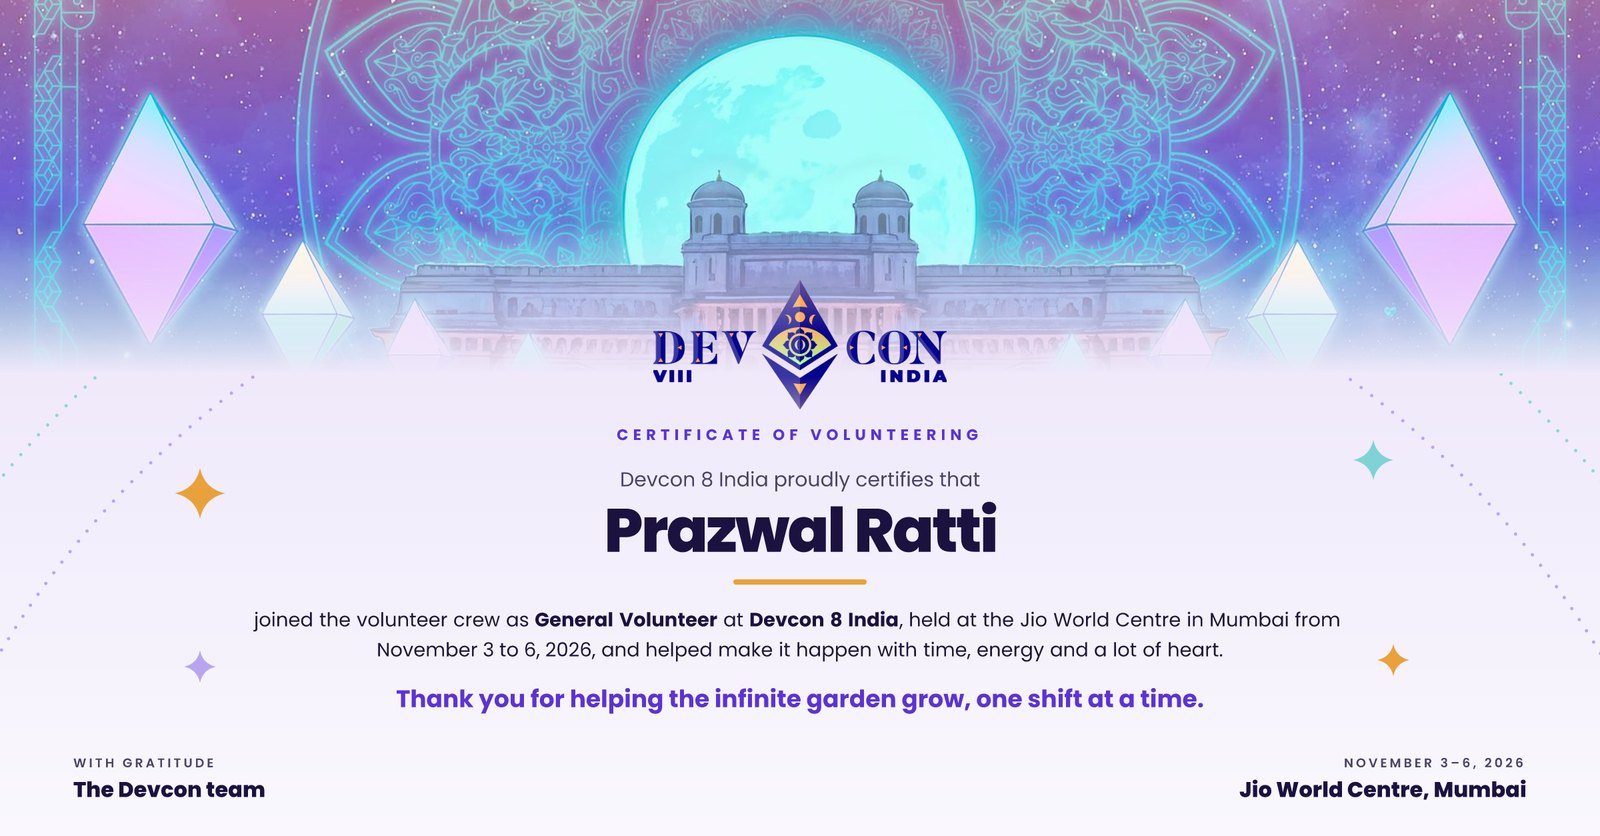 DEVCON
VIII INDIA
CERTIFICATE OF VOLUNTEERING
Devcon 8 India proudly certifies that
Prazwal Ratti
joined the volunteer crew as General Volunteer at Devcon 8 India, held at the Jio World Centre in Mumbai from
November 3 to 6, 2026, and helped make it happen with time, energy and a lot of heart.
Thank you for helping the infinite garden grow, one shift at a time.
WITH GRATITUDE
The Devcon team
NOVEMBER 3–6, 2026
Jio World Centre, Mumbai